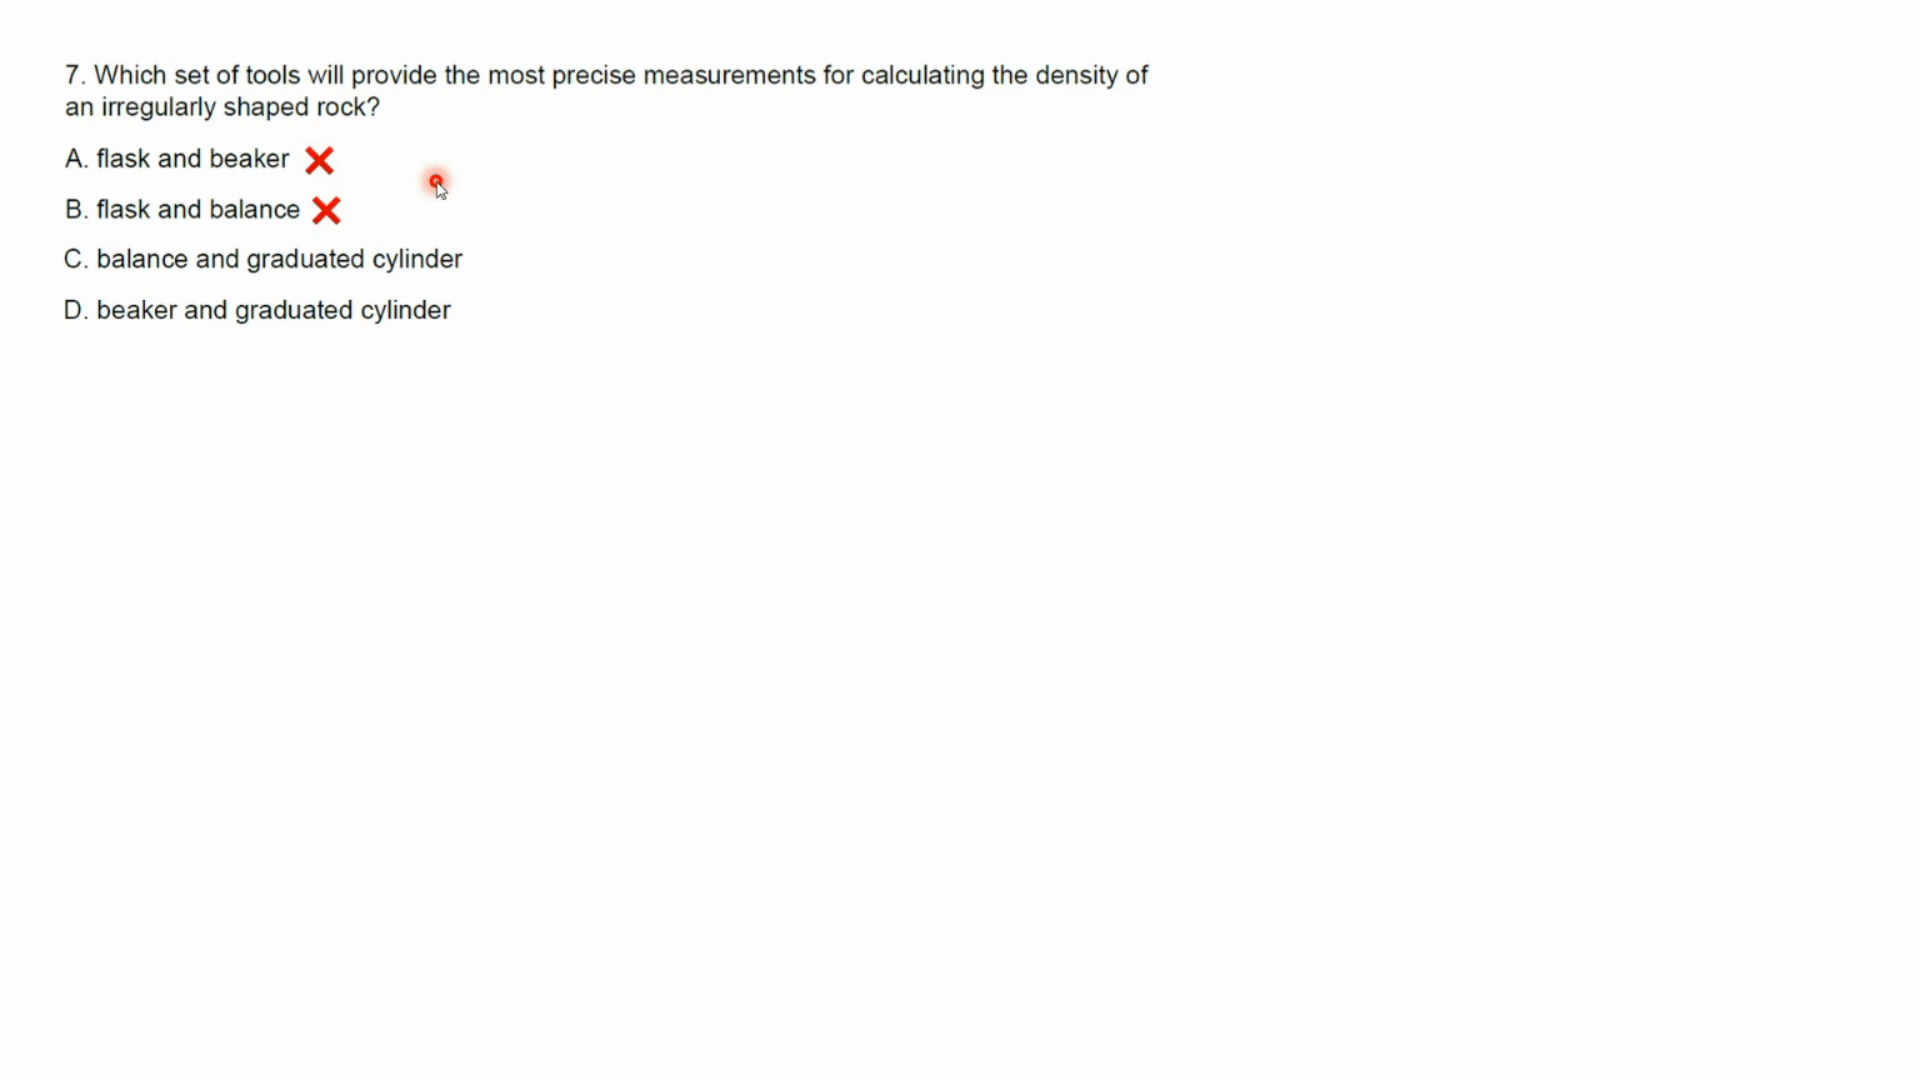 7. Which set of tools will provide the most precise measurements for calculating the density of
an irregularly shaped rock?
A. flask and beaker
B. flask and balance
C. balance and graduated cylinder
D. beaker and graduated cylinder